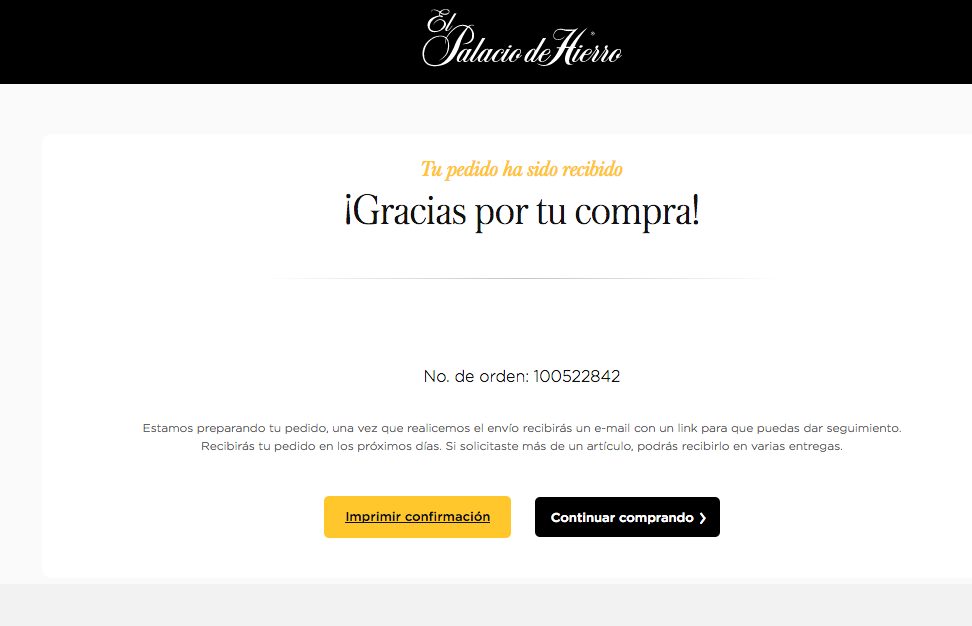 El
Palacio de Hierro
Tu pedido ha sido recibido
¡Gracias por tu compra!
No. de orden: 100522842
Estamos preparando tu pedido, una vez que realicemos el envío recibirás un e-mail con un link para que puedas dar seguimiento.
Recibirás tu pedido en los próximos días. Si solicitaste más de un artículo, podrás recibirlo en varias entregas.
Imprimir confirmación
Continuar comprando ❯